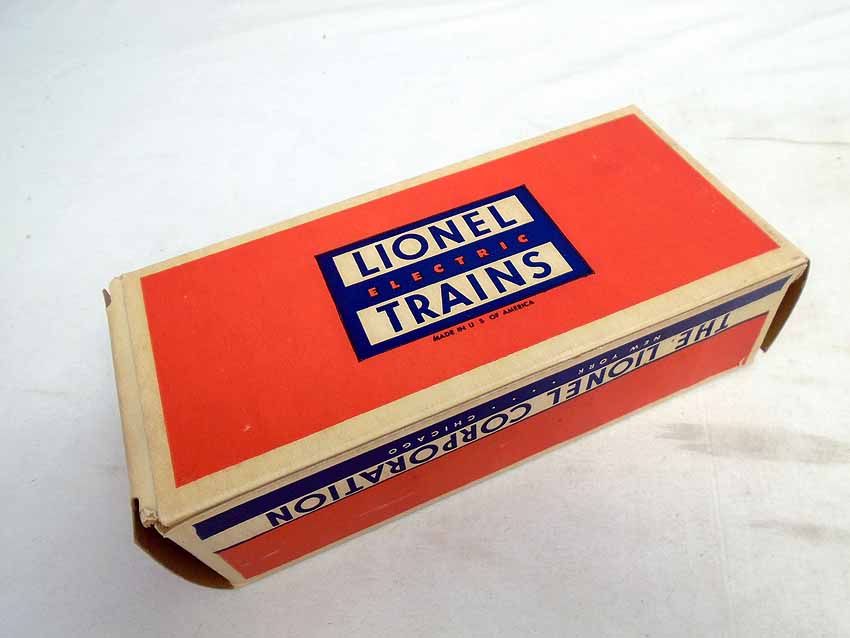 LIONEL
ELECTRIC
TRAINS
MADE IN U S OF AMERICA
THE LIONEL CORPORATION
NEW YORK . . . . . CHICAGO